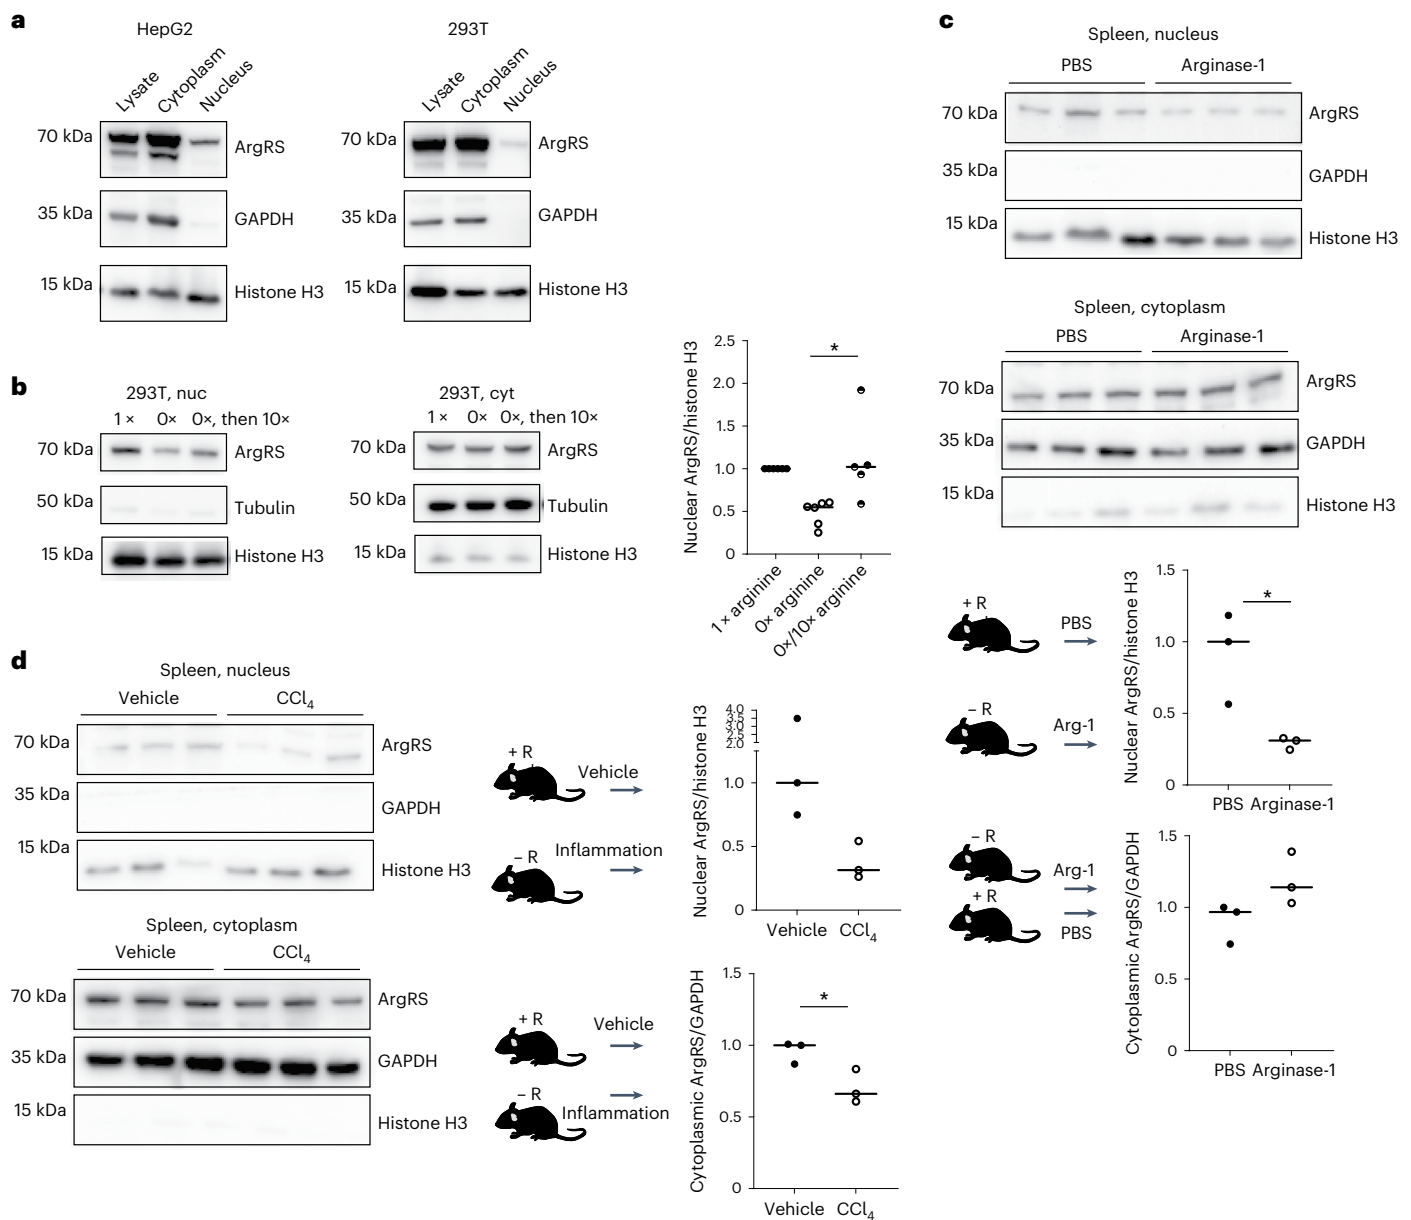 a
HepG2
293T
Lysate
Cytoplasm
Nucleus
Lysate
Cytoplasm
Nucleus
70 kDa
ArgRS
70 kDa
ArgRS
35 kDa
GAPDH
35 kDa
GAPDH
15 kDa
Histone H3
15 kDa
Histone H3
b
293T, nuc
1× 0× 0×, then 10×
70 kDa
ArgRS
50 kDa
Tubulin
15 kDa
Histone H3
293T, cyt
1× 0× 0×, then 10×
70 kDa
ArgRS
50 kDa
Tubulin
15 kDa
Histone H3
Nuclear ArgRS/histone H3
2.5
2.0
1.5
1.0
0.5
0
*
1× arginine
0× arginine
0×/10× arginine
c
Spleen, nucleus
PBS
Arginase-1
70 kDa
ArgRS
35 kDa
GAPDH
15 kDa
Histone H3
Spleen, cytoplasm
PBS
Arginase-1
70 kDa
ArgRS
35 kDa
GAPDH
15 kDa
Histone H3
+ R
PBS
– R
Arg-1
Nuclear ArgRS/histone H3
1.5
1.0
0.5
0
*
PBS Arginase-1
– R
Arg-1
+ R
PBS
Cytoplasmic ArgRS/GAPDH
1.5
1.0
0.5
0
PBS Arginase-1
d
Spleen, nucleus
Vehicle
CCl4
70 kDa
ArgRS
35 kDa
GAPDH
15 kDa
Histone H3
+ R
Vehicle
– R
Inflammation
Nuclear ArgRS/histone H3
4.0
3.5
3.0
2.5
2.0
1.0
0.5
0
Vehicle CCl4
Spleen, cytoplasm
Vehicle
CCl4
70 kDa
ArgRS
35 kDa
GAPDH
15 kDa
Histone H3
+ R
Vehicle
– R
Inflammation
Cytoplasmic ArgRS/GAPDH
1.5
1.0
0.5
0
*
Vehicle CCl4